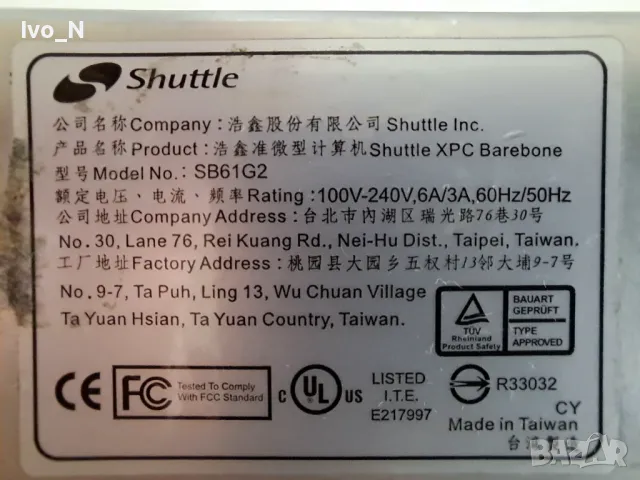 Ivo_N
Shuttle
公司名称Company : 浩鑫股份有限公司 Shuttle Inc.
产品名称Product : 浩鑫准微型计算机Shuttle XPC Barebone
型号Model No.: SB61G2
额定电压、电流、频率Rating :100V-240V,6A/3A,60Hz/50Hz
公司地址Company Address : 台北市內湖区瑞光路76巷30号
No.30, Lane 76, Rei Kuang Rd., Nei-Hu Dist., Taipei, Taiwan.
工厂地址Factory Address : 桃园县大园乡五权村13邻大埔9-7号
No. 9-7, Ta Puh, Ling 13, Wu Chuan Village
Ta Yuan Hsian, Ta Yuan Country, Taiwan.
TÜV
Rheinland
Product Safety
BAUART
GEPRÜFT
TYPE
APPROVED
CE
FC
Tested To Comply
With FCC Standard
C UL US
LISTED
I.T.E.
E217997
R33032
CY
Made in Taiwan
台湾
BAZAR